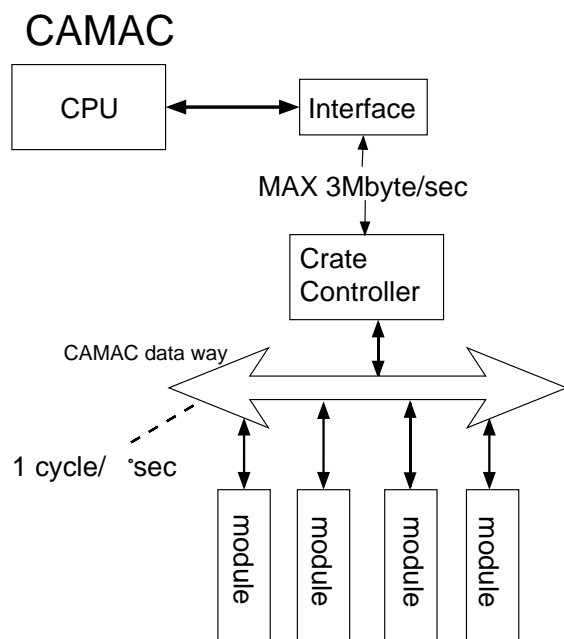 CAMAC
CPU
Interface
MAX 3Mbyte/sec
Crate
Controller
CAMAC data way
1 cycle/ °sec
module
module
module
module